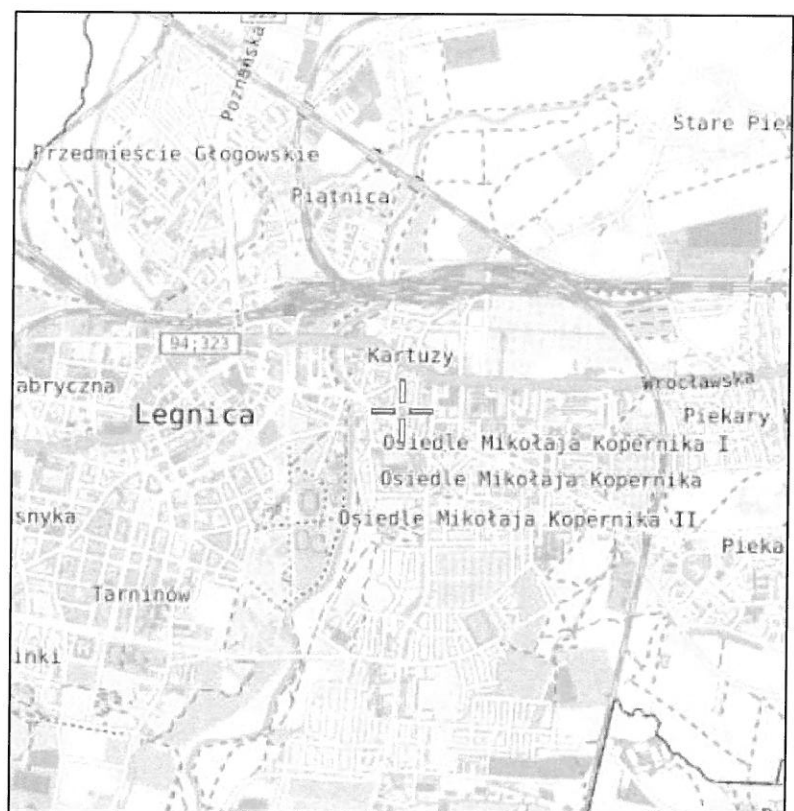 323
Poznańska
Stare Piek
Przedmieście Głogowskie
Piątnica
94;323
Kartuzy
abryczna
Wrocławska
Legnica
Piekary W
Osiedle Mikołaja Kopernika I
Osiedle Mikołaja Kopernika
snyka
Osiedle Mikołaja Kopernika II
Pieka
Tarninów
inki